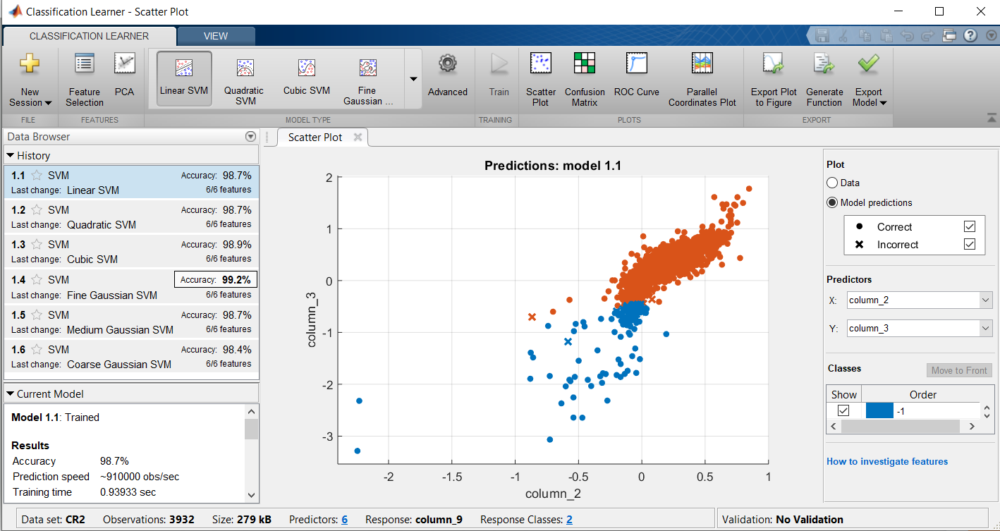 Classification Learner - Scatter Plot
CLASSIFICATION LEARNER VIEW
New Session
Feature Selection
PCA
Linear SVM
Quadratic SVM
Cubic SVM
Fine Gaussian ...
Advanced
Train
Scatter Plot
Confusion Matrix
ROC Curve
Parallel Coordinates Plot
Export Plot to Figure
Generate Function
Export Model
FILE FEATURES MODEL TYPE TRAINING PLOTS EXPORT
Data Browser
History
1.1 SVM Accuracy: 98.7%
Last change: Linear SVM 6/6 features
1.2 SVM Accuracy: 98.7%
Last change: Quadratic SVM 6/6 features
1.3 SVM Accuracy: 98.9%
Last change: Cubic SVM 6/6 features
1.4 SVM Accuracy: 99.2%
Last change: Fine Gaussian SVM 6/6 features
1.5 SVM Accuracy: 98.7%
Last change: Medium Gaussian SVM 6/6 features
1.6 SVM Accuracy: 98.4%
Last change: Coarse Gaussian SVM 6/6 features
Current Model
Model 1.1: Trained
Results
Accuracy 98.7%
Prediction speed ~910000 obs/sec
Training time 0.93933 sec
Scatter Plot
Predictions: model 1.1
2
1
0
-1
-2
-3
column_3
-2 -1.5 -1 -0.5 0 0.5 1
column_2
Plot
Data
Model predictions
Correct
Incorrect
Predictors
X: column_2
Y: column_3
Classes Move to Front
Show Order
-1
How to investigate features
Data set: CR2 Observations: 3932 Size: 279 kB Predictors: 6 Response: column_9 Response Classes: 2 Validation: No Validation